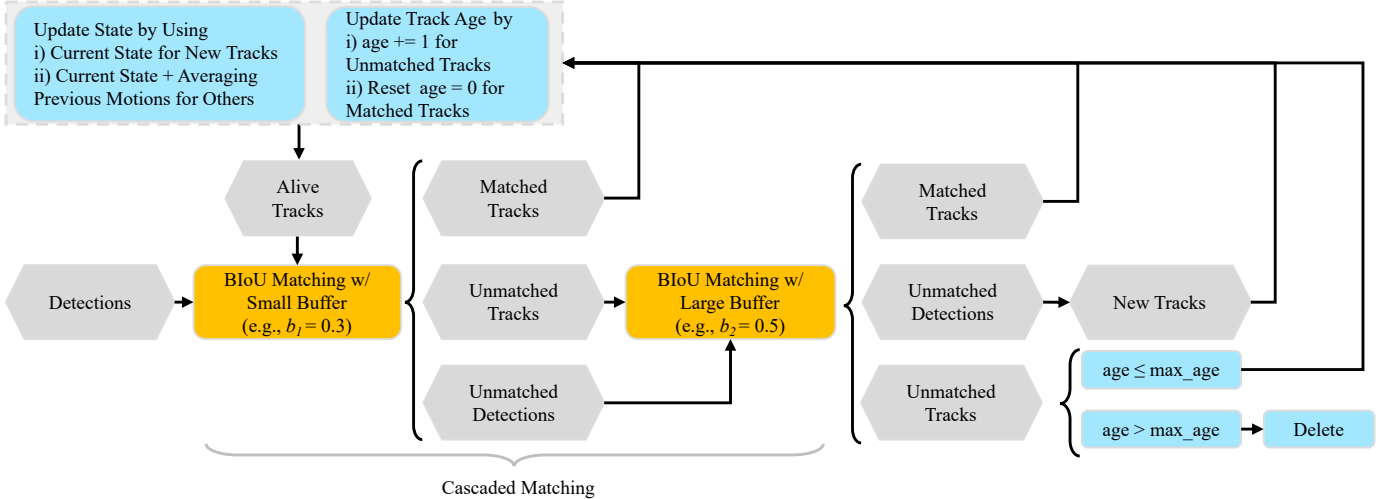 Update State by Using
i) Current State for New Tracks
ii) Current State + Averaging
Previous Motions for Others
Update Track Age by
i) age += 1 for
Unmatched Tracks
ii) Reset age = 0 for
Matched Tracks
Alive
Tracks
Matched
Tracks
Matched
Tracks
Detections
BIoU Matching w/
Small Buffer
(e.g., b₁ = 0.3)
Unmatched
Tracks
BIoU Matching w/
Large Buffer
(e.g., b₂ = 0.5)
Unmatched
Detections
New Tracks
Unmatched
Detections
Unmatched
Tracks
age ≤ max_age
age > max_age
Delete
Cascaded Matching